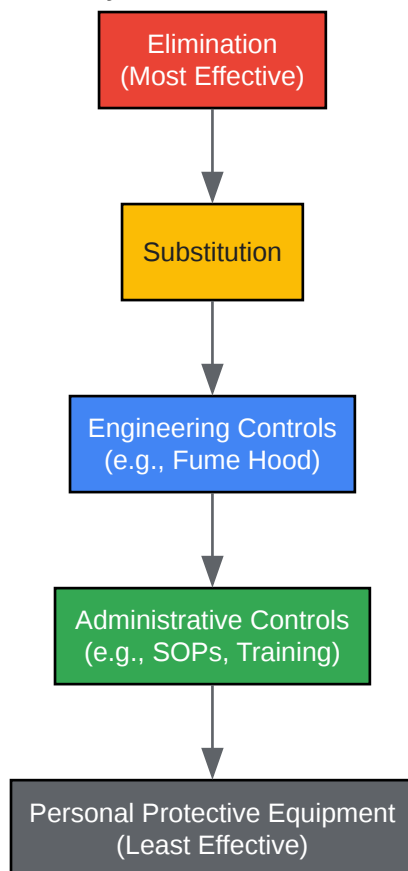 Elimination
(Most Effective)
Substitution
Engineering Controls
(e.g., Fume Hood)
Administrative Controls
(e.g., SOPs, Training)
Personal Protective Equipment
(Least Effective)